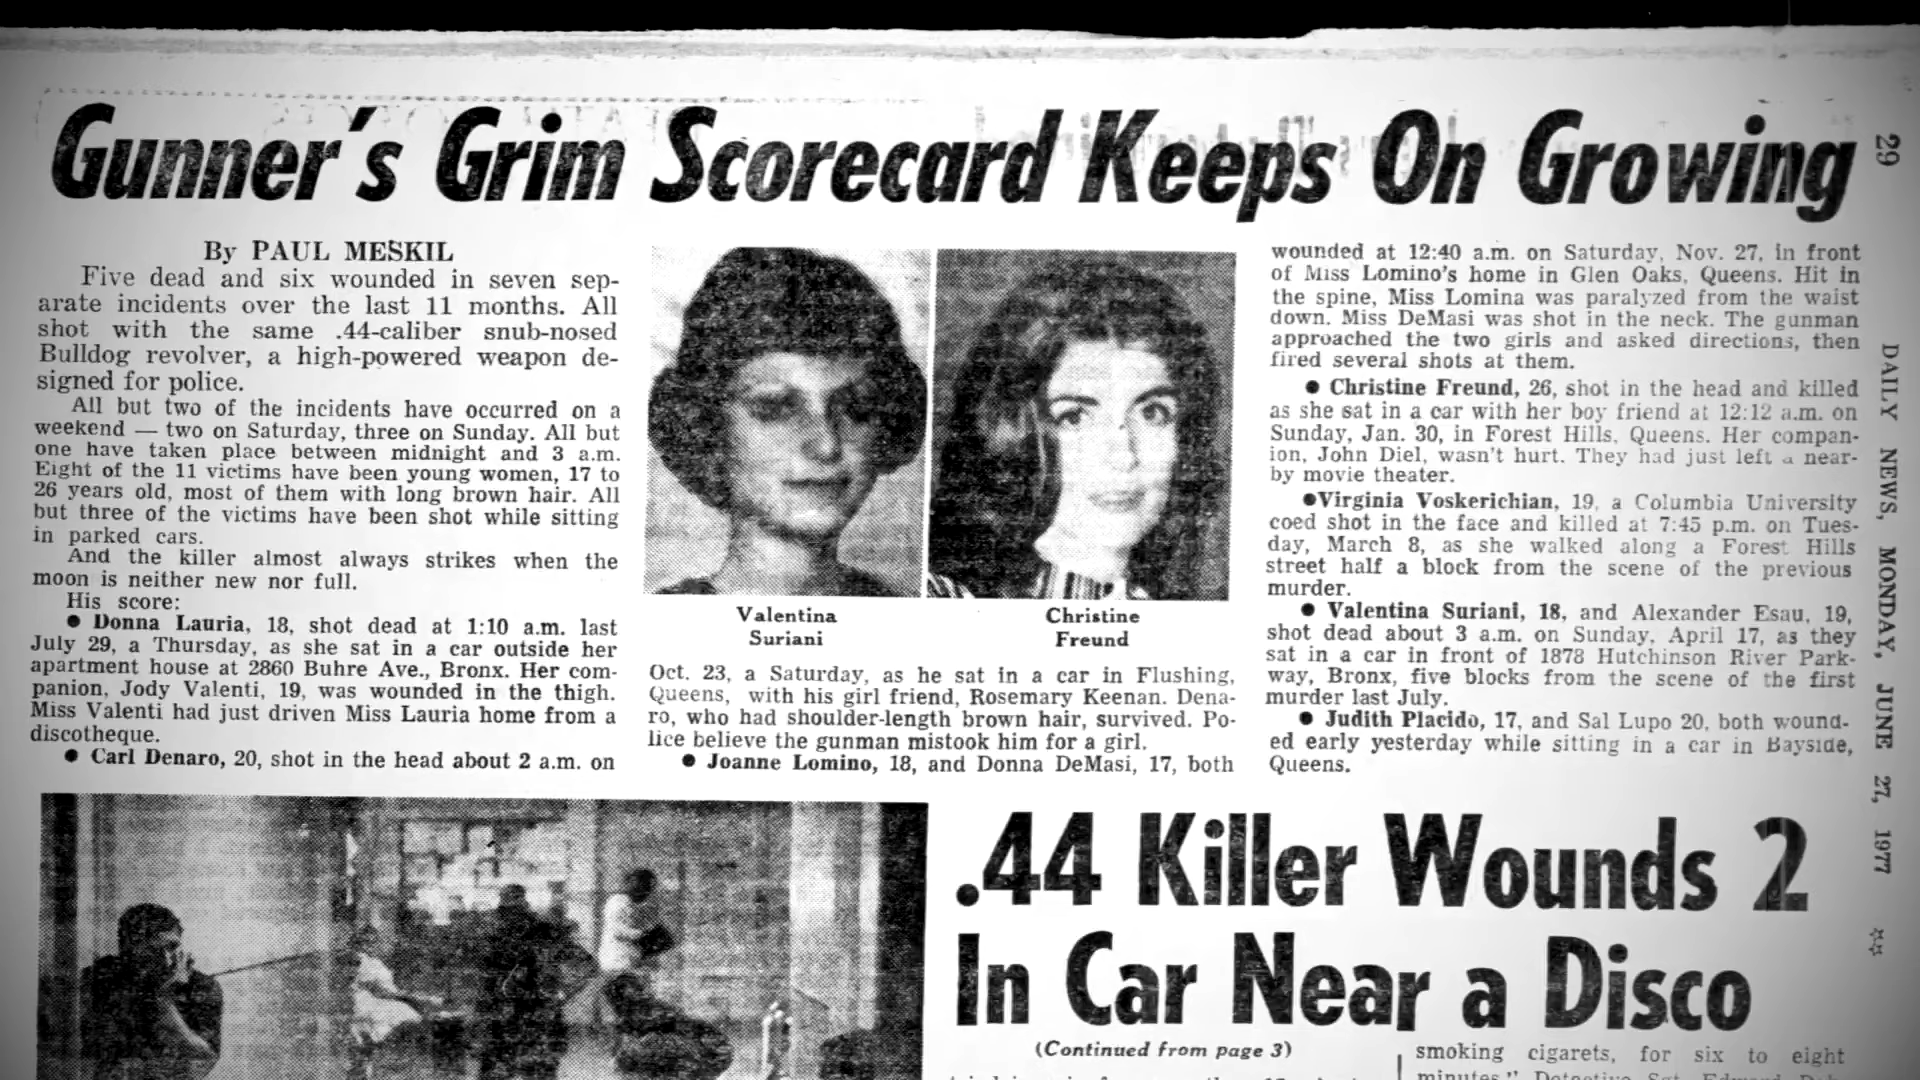 Gunner's Grim Scorecard Keeps On Growing
By PAUL MESKIL
Five dead and six wounded in seven sep-
arate incidents over the last 11 months. All
shot with the same .44-caliber snub-nosed
Bulldog revolver, a high-powered weapon de-
signed for police.
All but two of the incidents have occurred on a
weekend — two on Saturday, three on Sunday. All but
one have taken place between midnight and 3 a.m.
Eight of the 11 victims have been young women, 17 to
26 years old, most of them with long brown hair. All
but three of the victims have been shot while sitting
in parked cars.
And the killer almost always strikes when the
moon is neither new nor full.
His score:
● Donna Lauria, 18, shot dead at 1:10 a.m. last
July 29, a Thursday, as she sat in a car outside her
apartment house at 2860 Buhre Ave., Bronx. Her com-
panion, Jody Valenti, 19, was wounded in the thigh.
Miss Valenti had just driven Miss Lauria home from a
discotheque.
● Carl Denaro, 20, shot in the head about 2 a.m. on
Valentina
Suriani
Christine
Freund
Oct. 23, a Saturday, as he sat in a car in Flushing,
Queens, with his girl friend, Rosemary Keenan. Dena-
ro, who had shoulder-length brown hair, survived. Po-
lice believe the gunman mistook him for a girl.
● Joanne Lomino, 18, and Donna DeMasi, 17, both
wounded at 12:40 a.m. on Saturday, Nov. 27, in front
of Miss Lomino's home in Glen Oaks, Queens. Hit in
the spine, Miss Lomina was paralyzed from the waist
down. Miss DeMasi was shot in the neck. The gunman
approached the two girls and asked directions, then
fired several shots at them.
● Christine Freund, 26, shot in the head and killed
as she sat in a car with her boy friend at 12:12 a.m. on
Sunday, Jan. 30, in Forest Hills, Queens. Her compan-
ion, John Diel, wasn't hurt. They had just left a near-
by movie theater.
●Virginia Voskerichian, 19, a Columbia University
coed shot in the face and killed at 7:45 p.m. on Tues-
day, March 8, as she walked along a Forest Hills
street half a block from the scene of the previous
murder.
● Valentina Suriani, 18, and Alexander Esau, 19,
shot dead about 3 a.m. on Sunday, April 17, as they
sat in a car in front of 1878 Hutchinson River Park-
way, Bronx, five blocks from the scene of the first
murder last July.
● Judith Placido, 17, and Sal Lupo 20, both wound-
ed early yesterday while sitting in a car in Bayside,
Queens.
29
DAILY NEWS, MONDAY, JUNE 27, 1977
.44 Killer Wounds 2
In Car Near a Disco
(Continued from page 3)
smoking cigarets, for six to eight
minutes," Detective Sgt. Edward